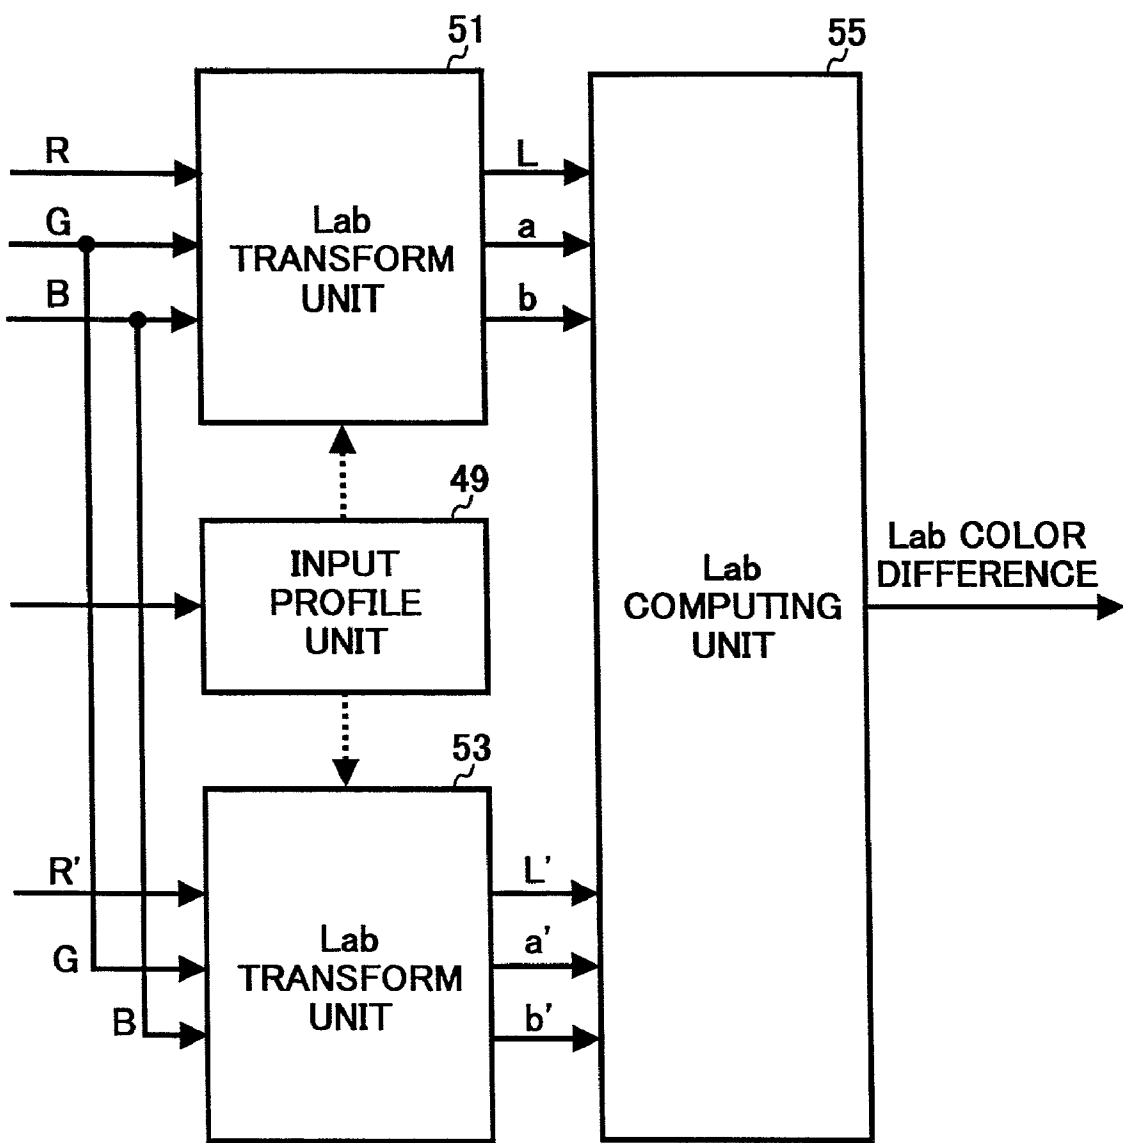 51
55
R
G
B
Lab
TRANSFORM
UNIT
L
a
b
49
INPUT
PROFILE
UNIT
Lab
COMPUTING
UNIT
Lab COLOR
DIFFERENCE
53
R'
G
B
Lab
TRANSFORM
UNIT
L'
a'
b'